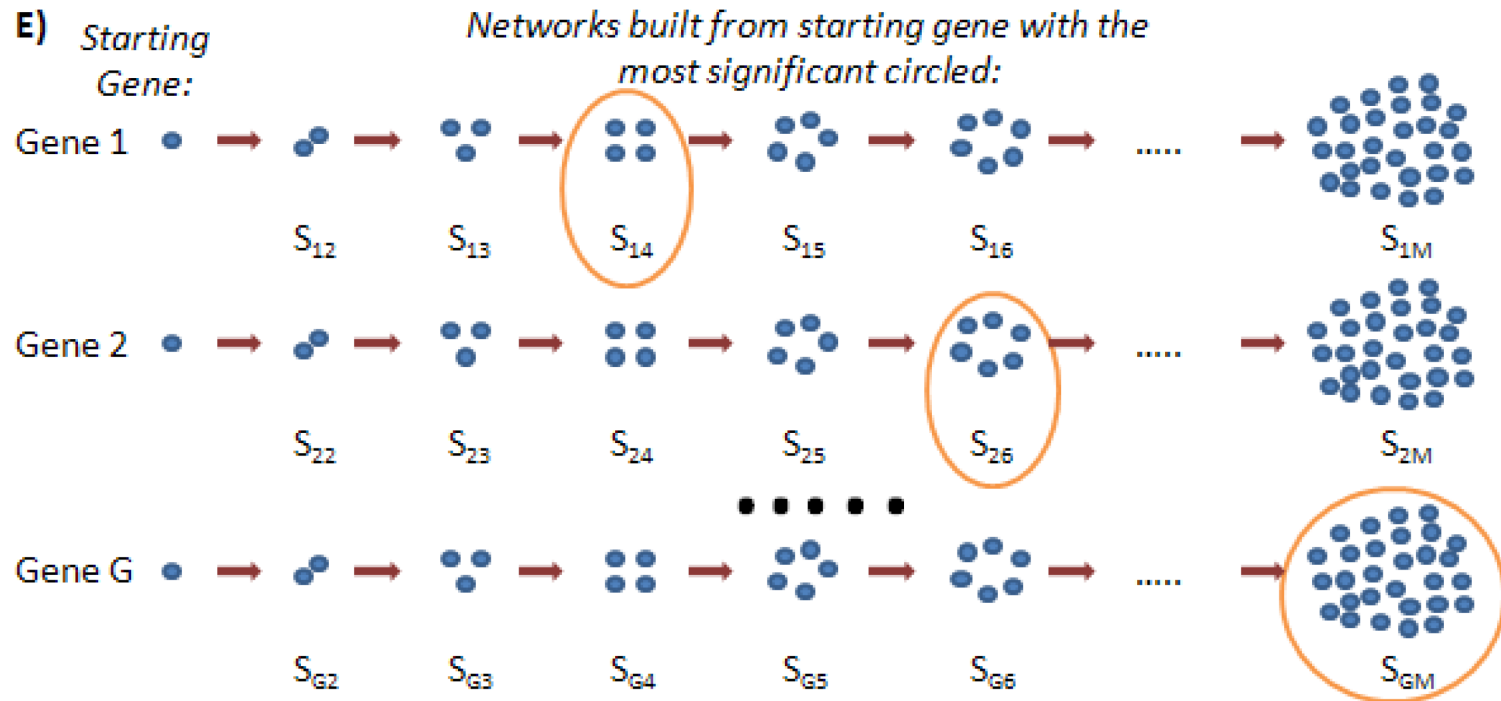 E) Starting Gene:
Networks built from starting gene with the
most significant circled:
Gene 1 .....
S12 S13 S14 S15 S16 S1M
Gene 2 .....
S22 S23 S24 S25 S26 S2M
Gene G .....
SG2 SG3 SG4 SG5 SG6 SGM